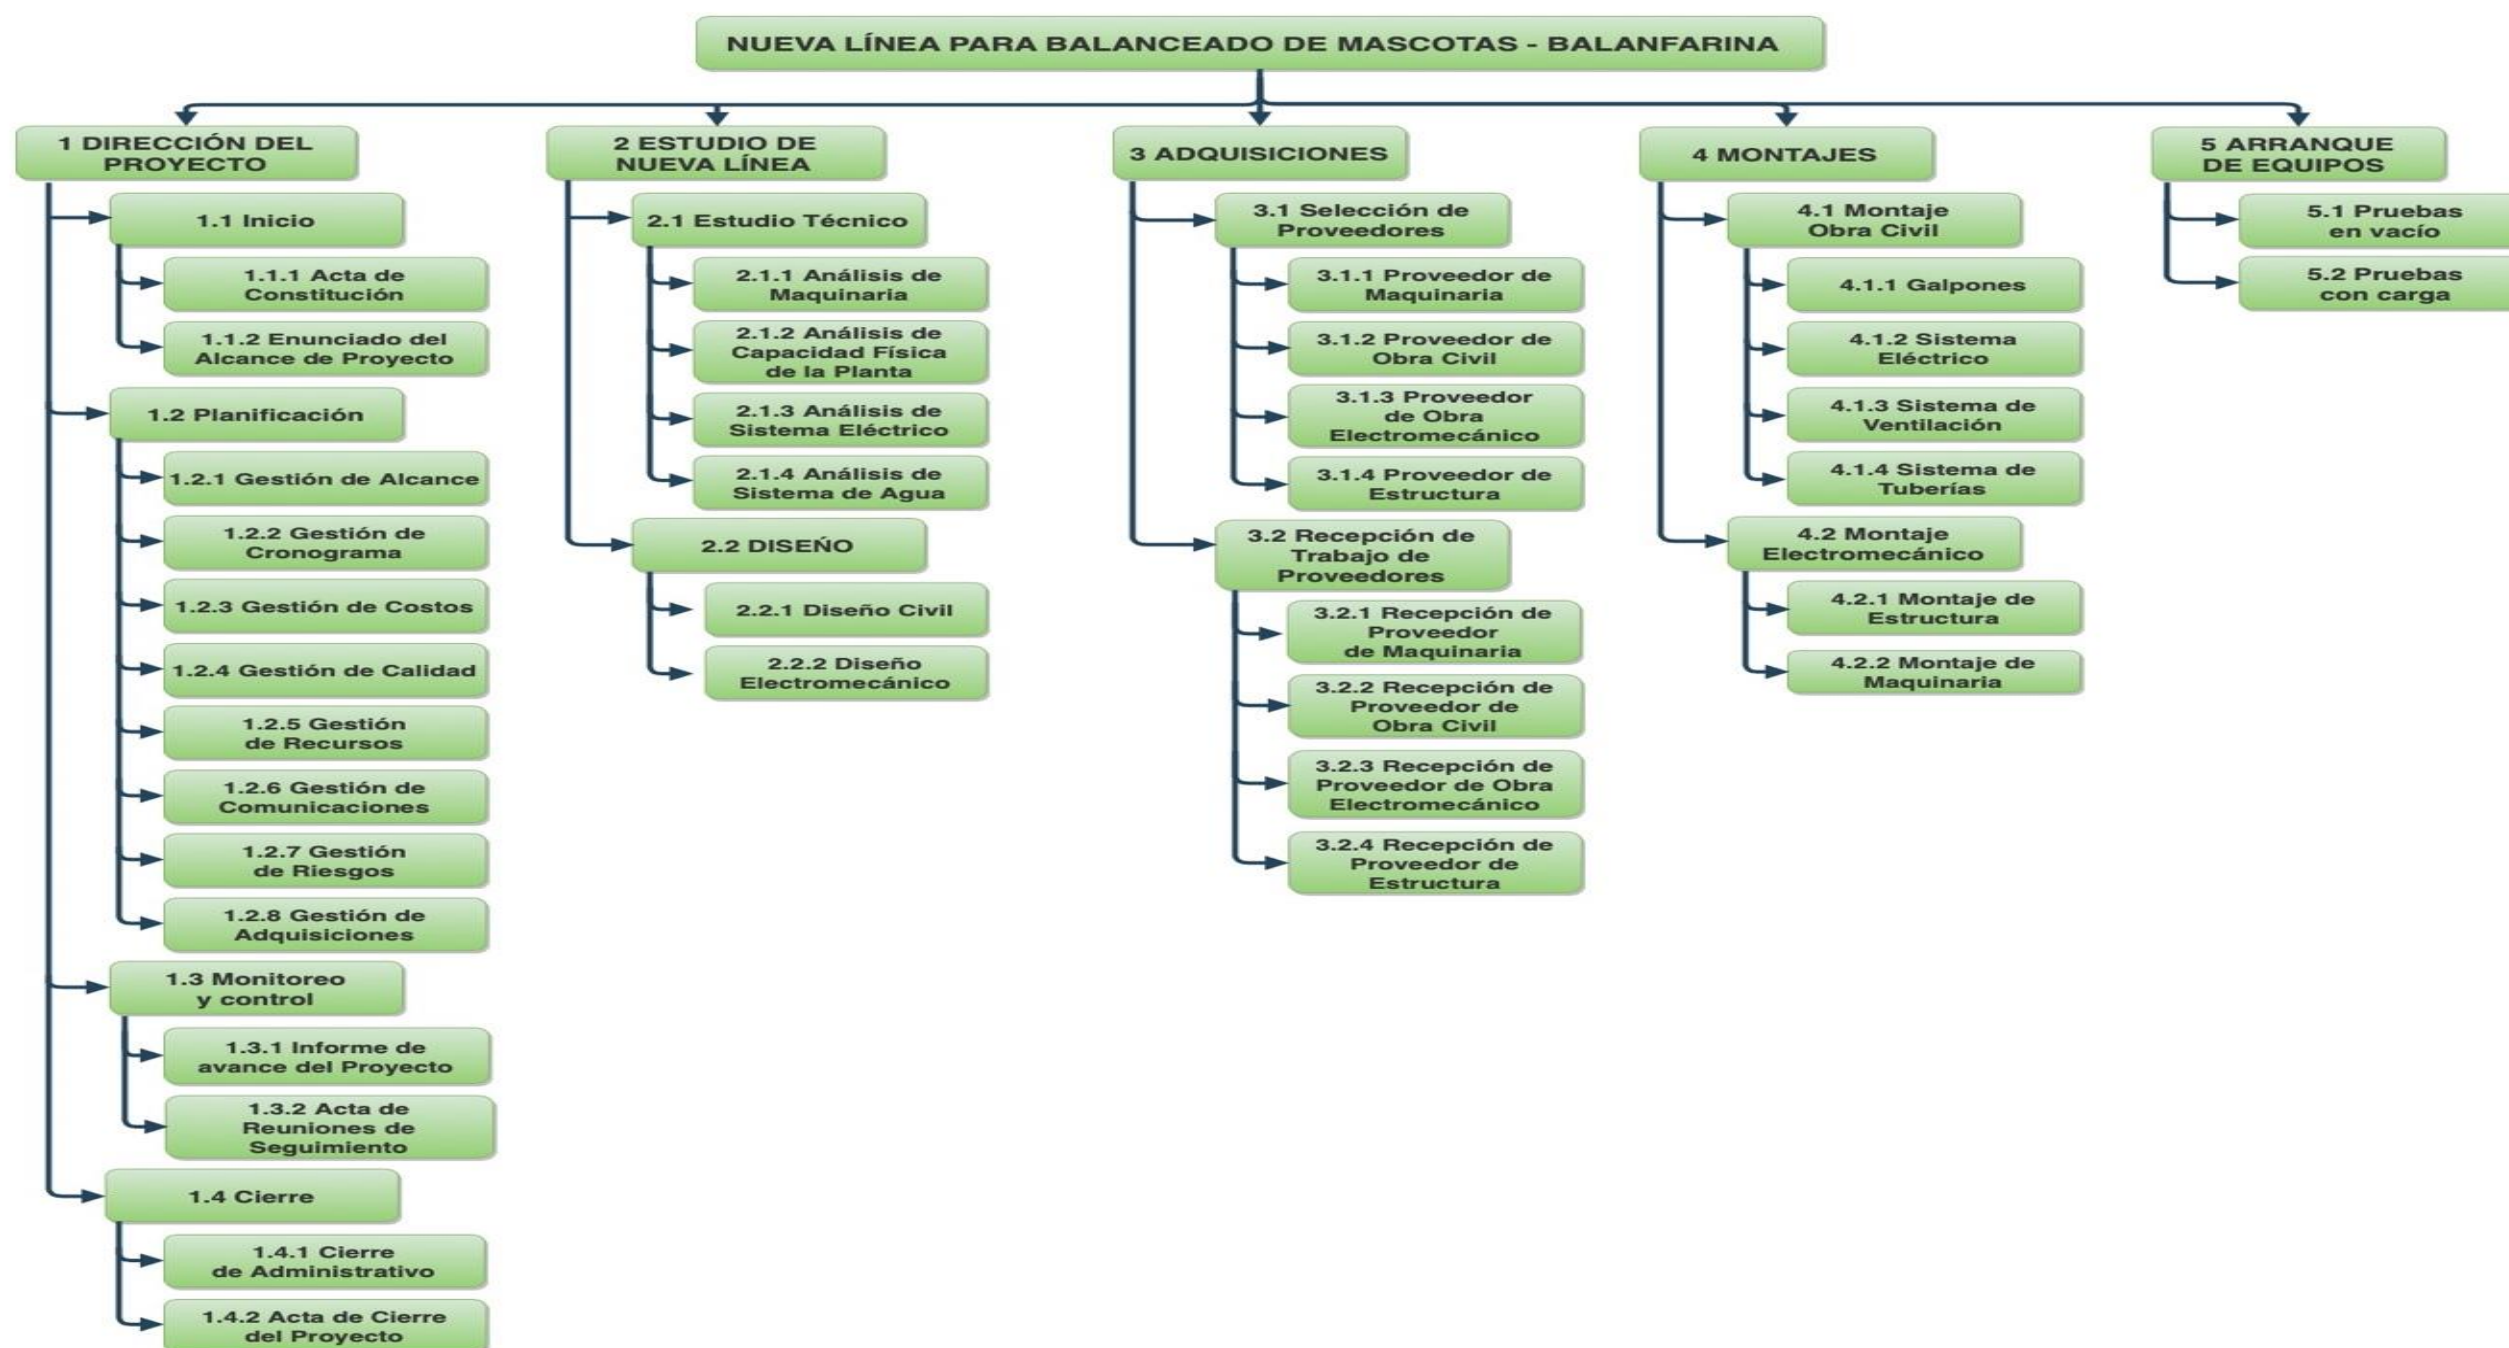 NUEVA LÍNEA PARA BALANCEADO DE MASCOTAS - BALANFARINA
1 DIRECCIÓN DEL
PROYECTO
1.1 Inicio
1.1.1 Acta de
Constitución
1.1.2 Enunciado del
Alcance de Proyecto
1.2 Planificación
1.2.1 Gestión de Alcance
1.2.2 Gestión de
Cronograma
1.2.3 Gestión de Costos
1.2.4 Gestión de Calidad
1.2.5 Gestión
de Recursos
1.2.6 Gestión de
Comunicaciones
1.2.7 Gestión
de Riesgos
1.2.8 Gestión de
Adquisiciones
1.3 Monitoreo
y control
1.3.1 Informe de
avance del Proyecto
1.3.2 Acta de
Reuniones de
Seguimiento
1.4 Cierre
1.4.1 Cierre
de Administrativo
1.4.2 Acta de Cierre
del Proyecto
2 ESTUDIO DE
NUEVA LÍNEA
2.1 Estudio Técnico
2.1.1 Análisis de
Maquinaria
2.1.2 Análisis de
Capacidad Física
de la Planta
2.1.3 Análisis de
Sistema Eléctrico
2.1.4 Análisis de
Sistema de Agua
2.2 DISEŃO
2.2.1 Diseño Civil
2.2.2 Diseño
Electromecánico
3 ADQUISICIONES
3.1 Selección de
Proveedores
3.1.1 Proveedor de
Maquinaria
3.1.2 Proveedor de
Obra Civil
3.1.3 Proveedor
de Obra
Electromecánico
3.1.4 Proveedor de
Estructura
3.2 Recepción de
Trabajo de
Proveedores
3.2.1 Recepción de
Proveedor
de Maquinaria
3.2.2 Recepción de
Proveedor de
Obra Civil
3.2.3 Recepción de
Proveedor de Obra
Electromecánico
3.2.4 Recepción de
Proveedor de
Estructura
4 MONTAJES
4.1 Montaje
Obra Civil
4.1.1 Galpones
4.1.2 Sistema
Eléctrico
4.1.3 Sistema de
Ventilación
4.1.4 Sistema de
Tuberías
4.2 Montaje
Electromecánico
4.2.1 Montaje de
Estructura
4.2.2 Montaje de
Maquinaria
5 ARRANQUE
DE EQUIPOS
5.1 Pruebas
en vacío
5.2 Pruebas
con carga